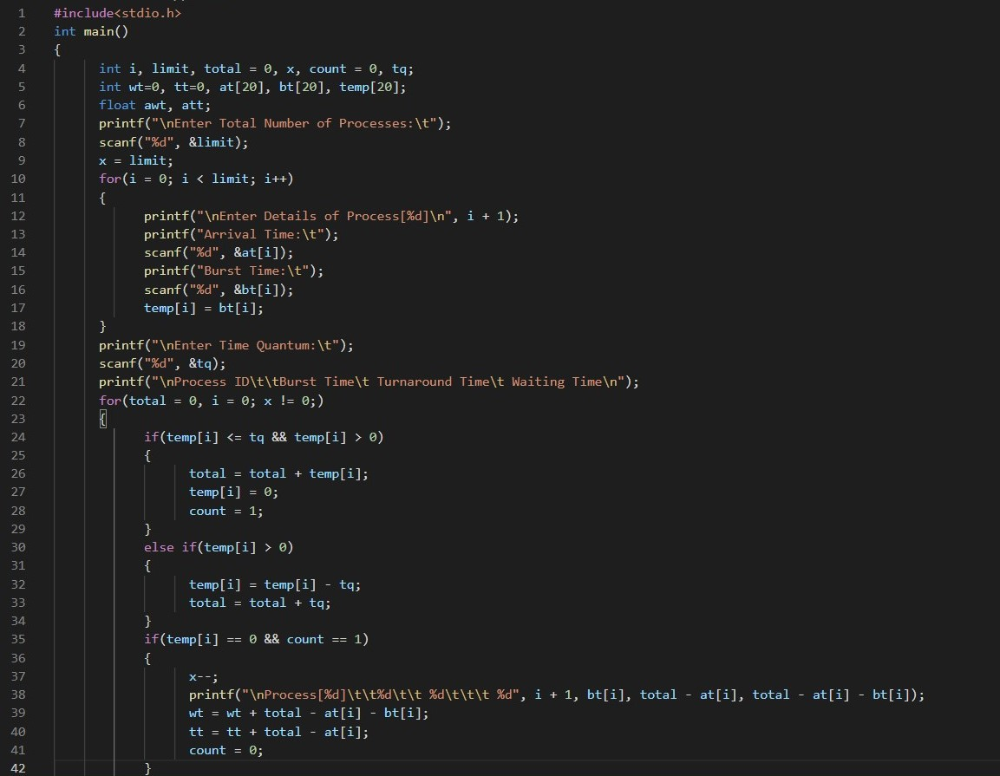 1 #include<stdio.h>
2 int main()
3 {
4 int i, limit, total = 0, x, count = 0, tq;
5 int wt=0, tt=0, at[20], bt[20], temp[20];
6 float awt, att;
7 printf("\nEnter Total Number of Processes:\t");
8 scanf("%d", &limit);
9 x = limit;
10 for(i = 0; i < limit; i++)
11 {
12 printf("\nEnter Details of Process[%d]\n", i + 1);
13 printf("Arrival Time:\t");
14 scanf("%d", &at[i]);
15 printf("Burst Time:\t");
16 scanf("%d", &bt[i]);
17 temp[i] = bt[i];
18 }
19 printf("\nEnter Time Quantum:\t");
20 scanf("%d", &tq);
21 printf("\nProcess ID\t\tBurst Time\t Turnaround Time\t Waiting Time\n");
22 for(total = 0, i = 0; x != 0;)
23 {
24 if(temp[i] <= tq && temp[i] > 0)
25 {
26 total = total + temp[i];
27 temp[i] = 0;
28 count = 1;
29 }
30 else if(temp[i] > 0)
31 {
32 temp[i] = temp[i] - tq;
33 total = total + tq;
34 }
35 if(temp[i] == 0 && count == 1)
36 {
37 x--;
38 printf("\nProcess[%d]\t\t%d\t\t %d\t\t\t %d", i + 1, bt[i], total - at[i], total - at[i] - bt[i]);
39 wt = wt + total - at[i] - bt[i];
40 tt = tt + total - at[i];
41 count = 0;
42 }